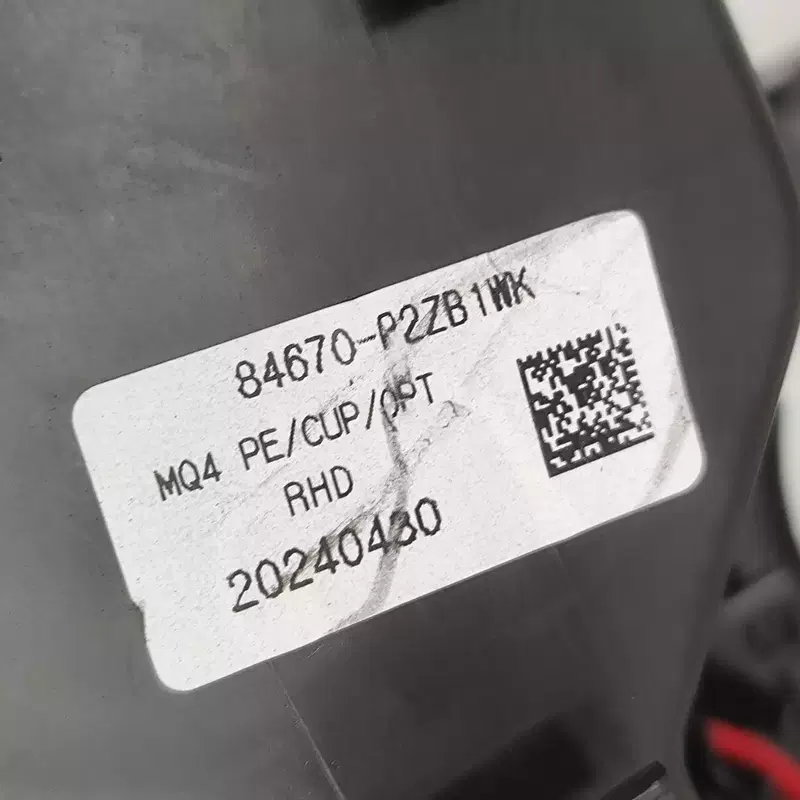 84670-P2ZB1WK
MQ4 PE/CUP/OPT
RHD
20240430